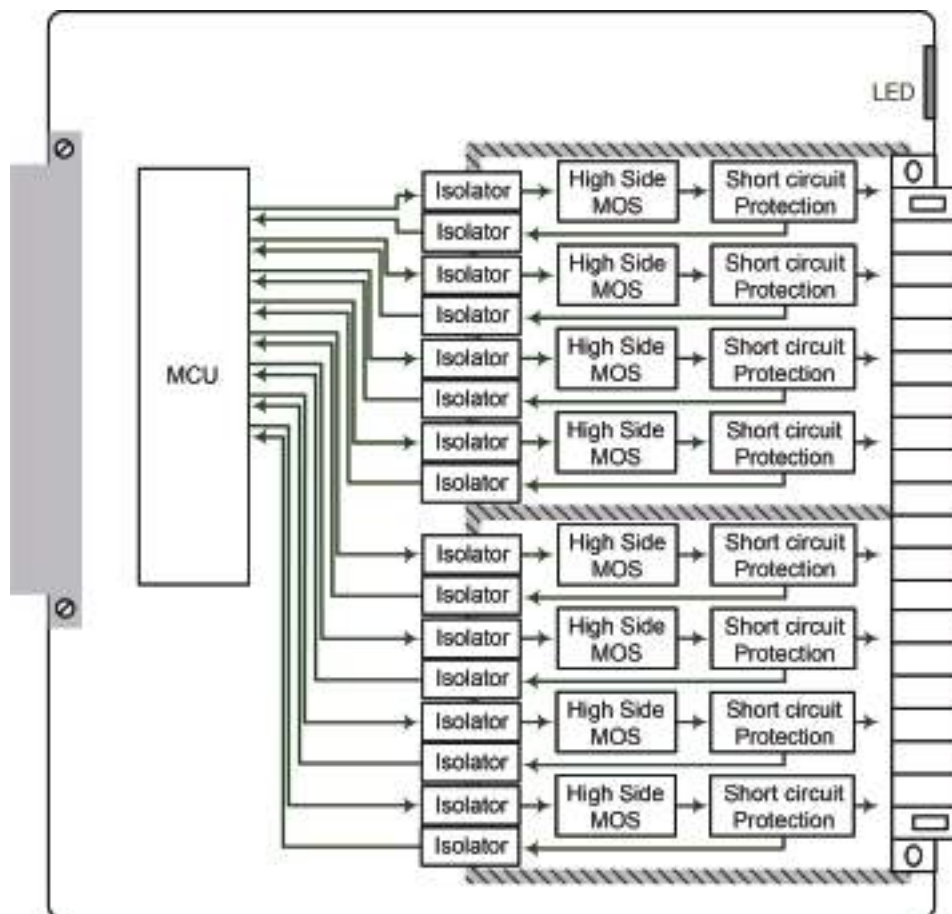 LED
MCU
Isolator
High Side
MOS
Short circuit
Protection
Isolator
Isolator
High Side
MOS
Short circuit
Protection
Isolator
Isolator
High Side
MOS
Short circuit
Protection
Isolator
Isolator
High Side
MOS
Short circuit
Protection
Isolator
Isolator
High Side
MOS
Short circuit
Protection
Isolator
Isolator
High Side
MOS
Short circuit
Protection
Isolator
Isolator
High Side
MOS
Short circuit
Protection
Isolator
Isolator
High Side
MOS
Short circuit
Protection
Isolator